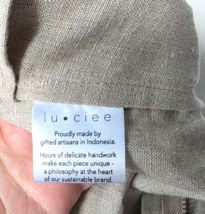 lu•ciee
Proudly made by
gifted artisans in Indonesia.
Hours of delicate handwork
make each piece unique -
a philosophy at the heart
of our sustainable brand.